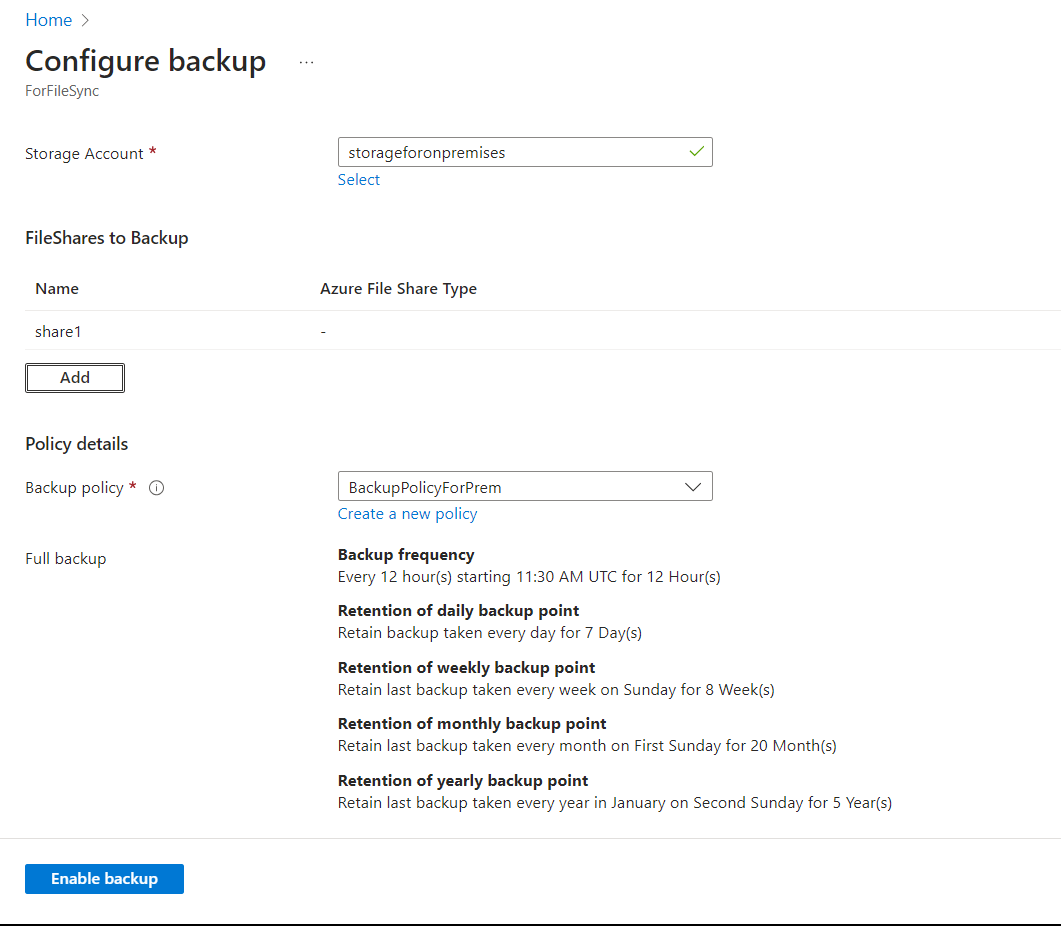 Home
Configure backup ...
ForFileSync
Storage Account * storageforonpremises
Select
FileShares to Backup
Name Azure File Share Type
share1 -
Add
Policy details
Backup policy * BackupPolicyForPrem
Create a new policy
Full backup Backup frequency
Every 12 hour(s) starting 11:30 AM UTC for 12 Hour(s)
Retention of daily backup point
Retain backup taken every day for 7 Day(s)
Retention of weekly backup point
Retain last backup taken every week on Sunday for 8 Week(s)
Retention of monthly backup point
Retain last backup taken every month on First Sunday for 20 Month(s)
Retention of yearly backup point
Retain last backup taken every year in January on Second Sunday for 5 Year(s)
Enable backup